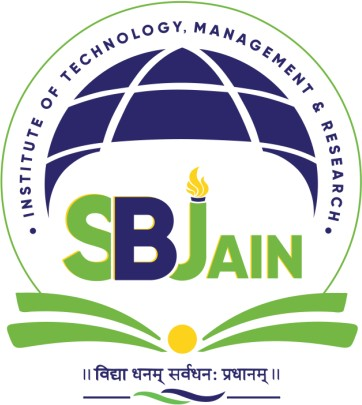 • INSTITUTE OF TECHNOLOGY, MANAGEMENT & RESEARCH •
SBJAIN
॥ विद्या धनम् सर्वधनः प्रधानम् ॥